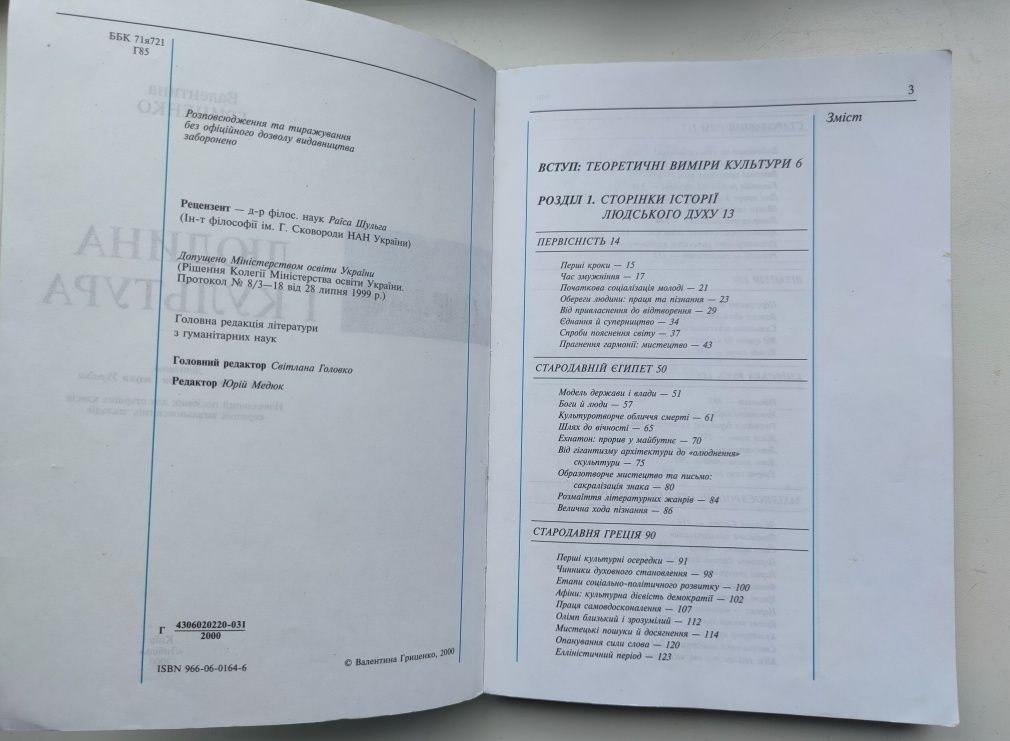 ББК 71я721
Г85
Розповсюдження та тиражування
без офіційного дозволу видавництва
заборонено
Рецензент — д-р філос. наук Раїса Шульга
(Ін-т філософії ім. Г. Сковороди НАН України)
Допущено Міністерством освіти України
(Рішення Колегії Міністерства освіти України.
Протокол № 8/3—18 від 28 липня 1999 р.)
Головна редакція літератури
з гуманітарних наук
Головний редактор Світлана Головко
Редактор Юрій Медюк
Г 4306020220-031
2000
ISBN 966-06-0164-6
© Валентина Гриценко, 2000
3
Зміст
ВСТУП: ТЕОРЕТИЧНІ ВИМІРИ КУЛЬТУРИ 6
РОЗДІЛ 1. СТОРІНКИ ІСТОРІЇ
ЛЮДСЬКОГО ДУХУ 13
ПЕРВІСНІСТЬ 14
Перші кроки — 15
Час змужніння — 17
Початкова соціалізація молоді — 21
Обереги людини: праця та пізнання — 23
Від привласнення до відтворення — 29
Єднання й суперництво — 34
Спроби пояснення світу — 37
Прагнення гармонії: мистецтво — 43
СТАРОДАВНІЙ ЄГИПЕТ 50
Модель держави і влади — 51
Боги й люди — 57
Культуротворче обличчя смерті — 61
Шлях до вічності — 65
Ехнатон: прорив у майбутнє — 70
Від гігантизму архітектури до «олюднення»
скульптури — 75
Образотворче мистецтво та письмо:
сакралізація знака — 80
Розмаїття літературних жанрів — 84
Велична хода пізнання — 86
СТАРОДАВНЯ ГРЕЦІЯ 90
Перші культурні осередки — 91
Чинники духовного становлення — 98
Етапи соціально-політичного розвитку — 100
Афіни: культурна дієвість демократії — 102
Праця самовдосконалення — 107
Олімп близький і зрозумілий — 112
Мистецькі пошуки й досягнення — 114
Опанування сили слова — 120
Елліністичний період — 123